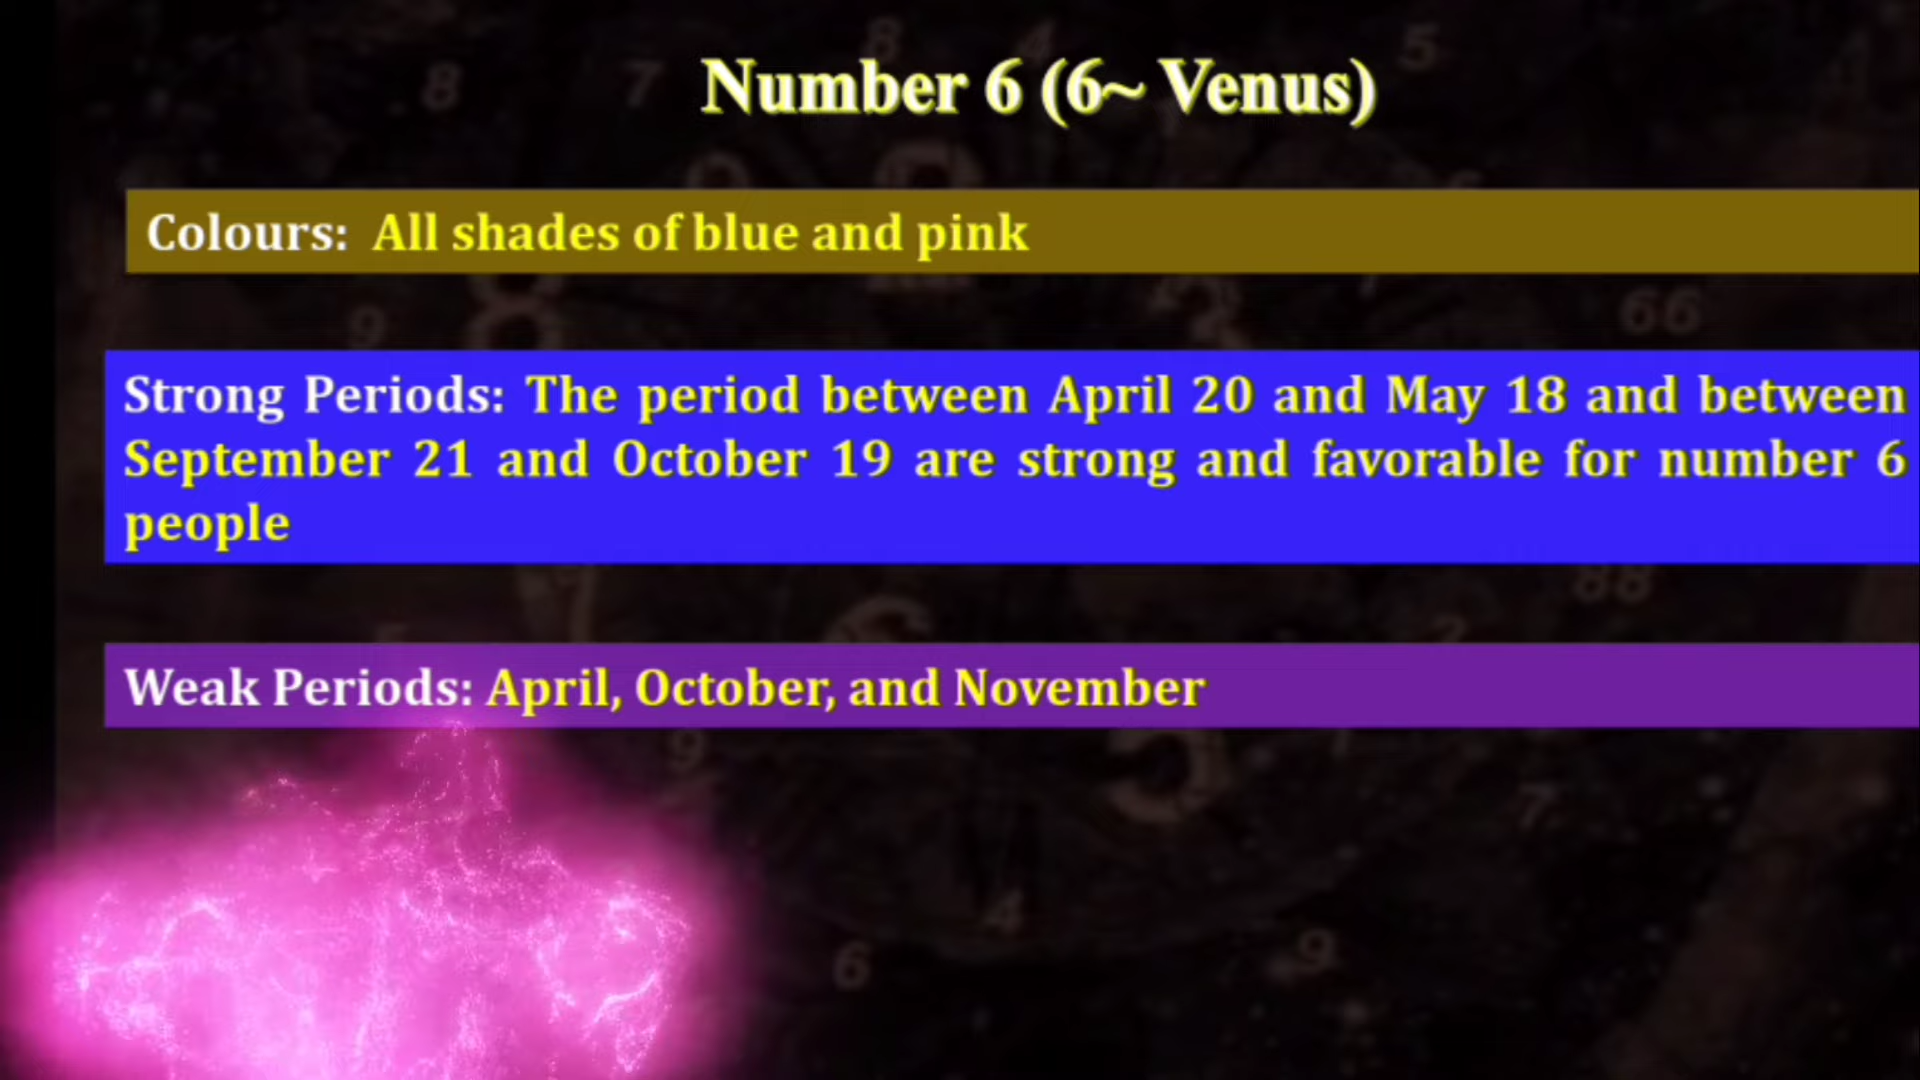 Number 6 (6~ Venus)
Colours: All shades of blue and pink
Strong Periods: The period between April 20 and May 18 and between
September 21 and October 19 are strong and favorable for number 6
people
Weak Periods: April, October, and November